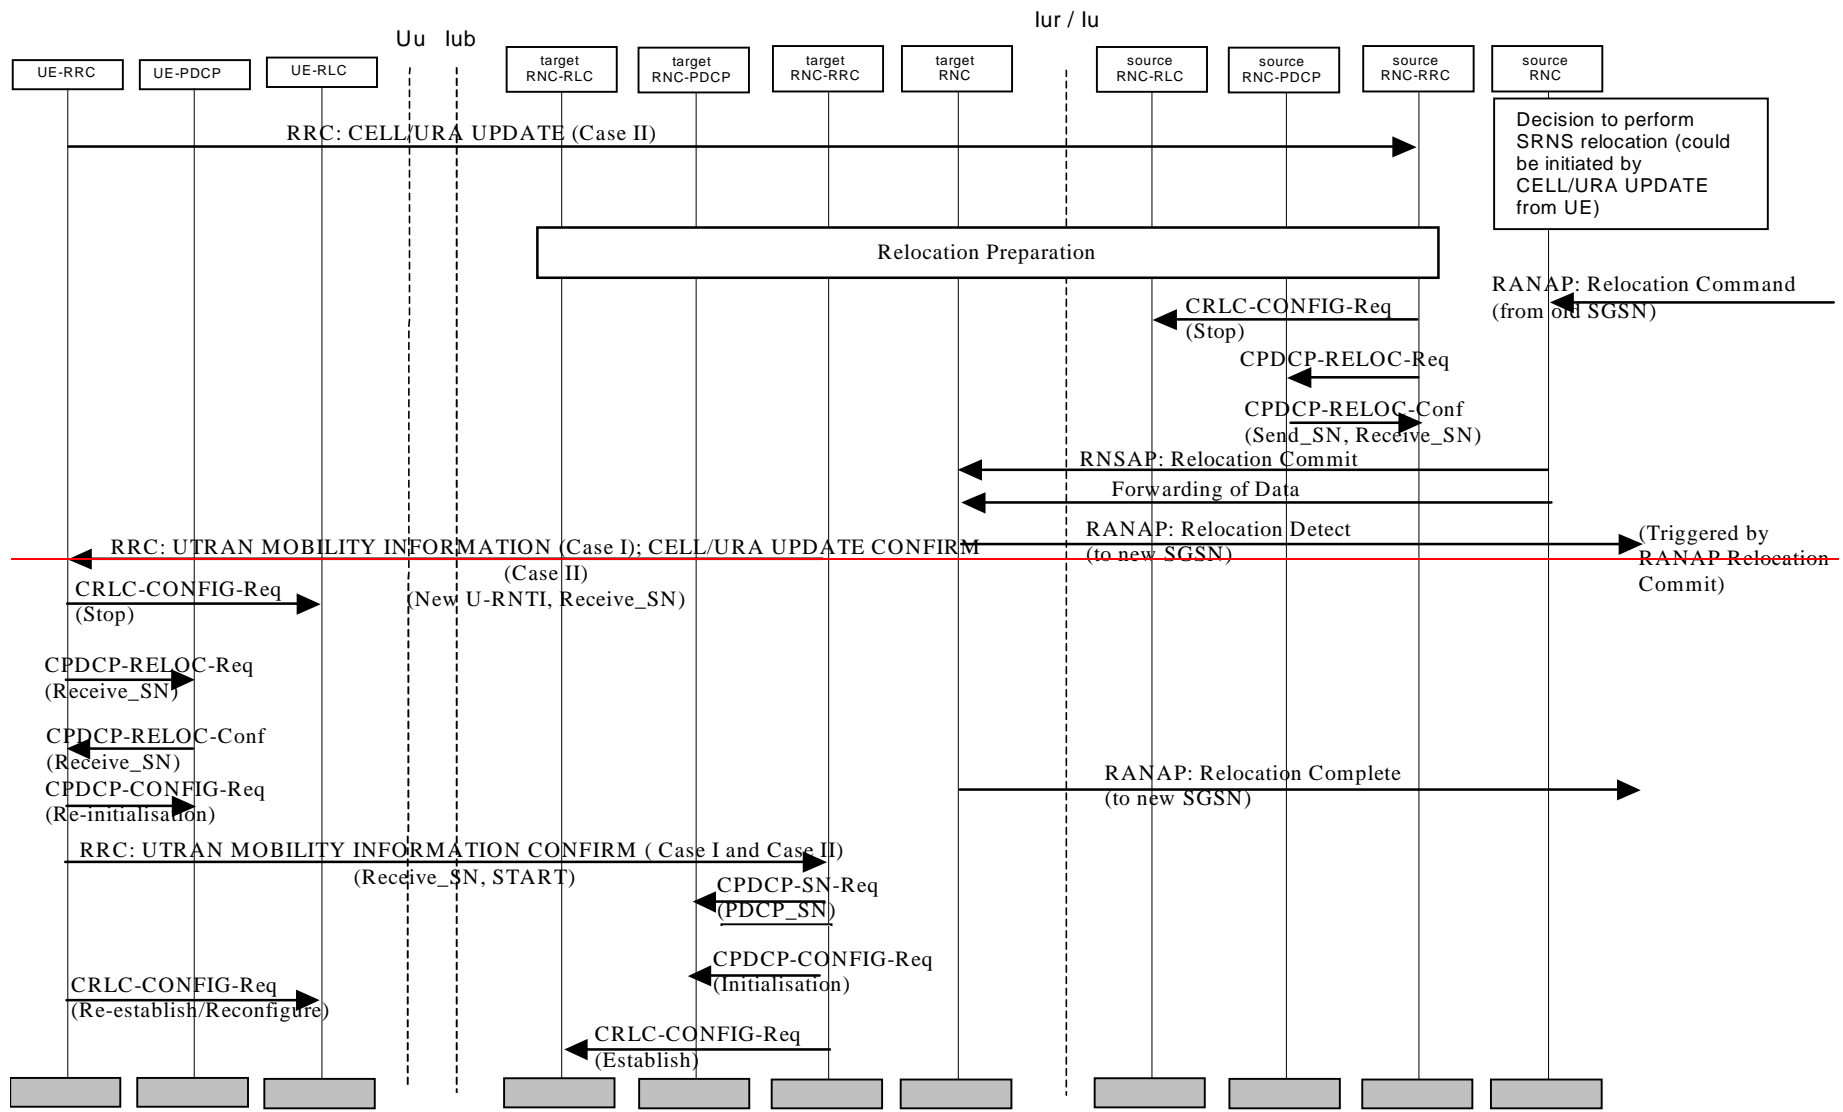 Iur / Iu
Uu Iub
UE-RRC
UE-PDCP
UE-RLC
target
RNC-RLC
target
RNC-PDCP
target
RNC-RRC
target
RNC
source
RNC-RLC
source
RNC-PDCP
source
RNC-RRC
source
RNC
Decision to perform
SRNS relocation (could
be initiated by
CELL/URA UPDATE
from UE)
RRC: CELL/URA UPDATE (Case II)
Relocation Preparation
RANAP: Relocation Command
(from old SGSN)
CRLC-CONFIG-Req
(Stop)
CPDCP-RELOC-Req
CPDCP-RELOC-Conf
(Send_SN, Receive_SN)
RNSAP: Relocation Commit
Forwarding of Data
RANAP: Relocation Detect
(to new SGSN)
(Triggered by
RANAP Relocation
Commit)
RRC: UTRAN MOBILITY INFORMATION (Case I); CELL/URA UPDATE CONFIRM
(Case II)
(New U-RNTI, Receive_SN)
CRLC-CONFIG-Req
(Stop)
CPDCP-RELOC-Req
(Receive_SN)
CPDCP-RELOC-Conf
(Receive_SN)
CPDCP-CONFIG-Req
(Re-initialisation)
RANAP: Relocation Complete
(to new SGSN)
RRC: UTRAN MOBILITY INFORMATION CONFIRM ( Case I and Case II)
(Receive_SN, START)
CPDCP-SN-Req
(PDCP_SN)
CPDCP-CONFIG-Req
(Initialisation)
CRLC-CONFIG-Req
(Re-establish/Reconfigure)
CRLC-CONFIG-Req
(Establish)